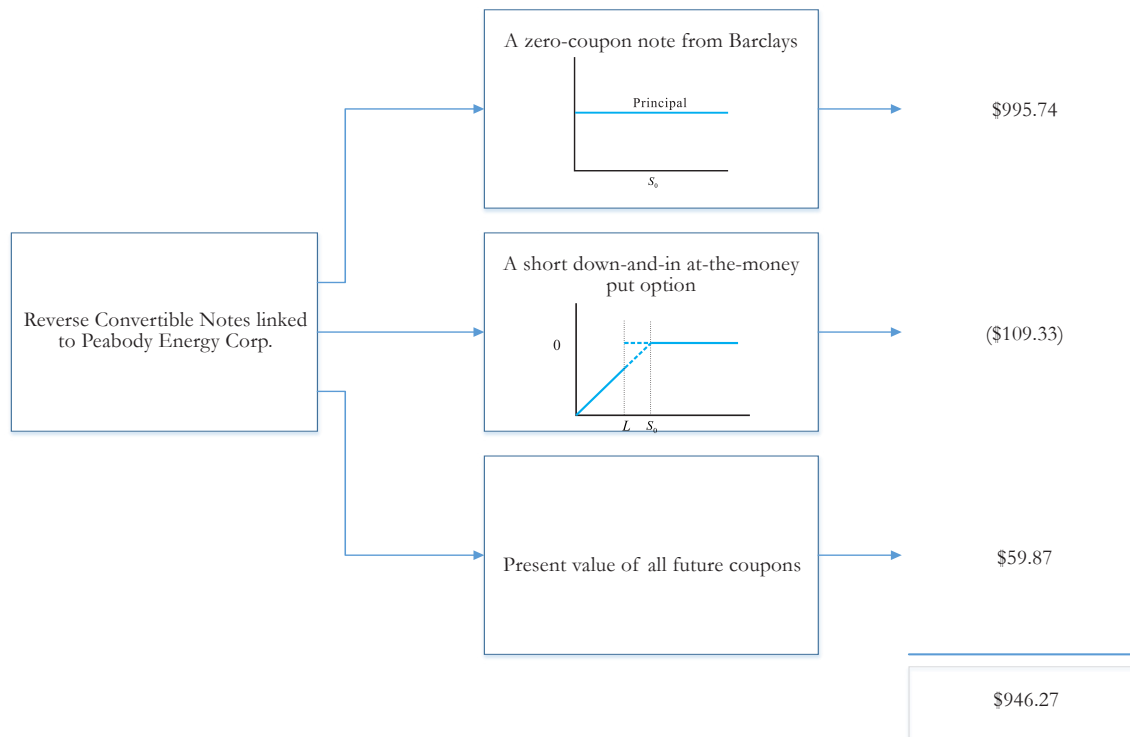 A zero-coupon note from Barclays
Principal
S₀
$995.74
Reverse Convertible Notes linked
to Peabody Energy Corp.
A short down-and-in at-the-money
put option
0
L S₀
($109.33)
Present value of all future coupons
$59.87
$946.27